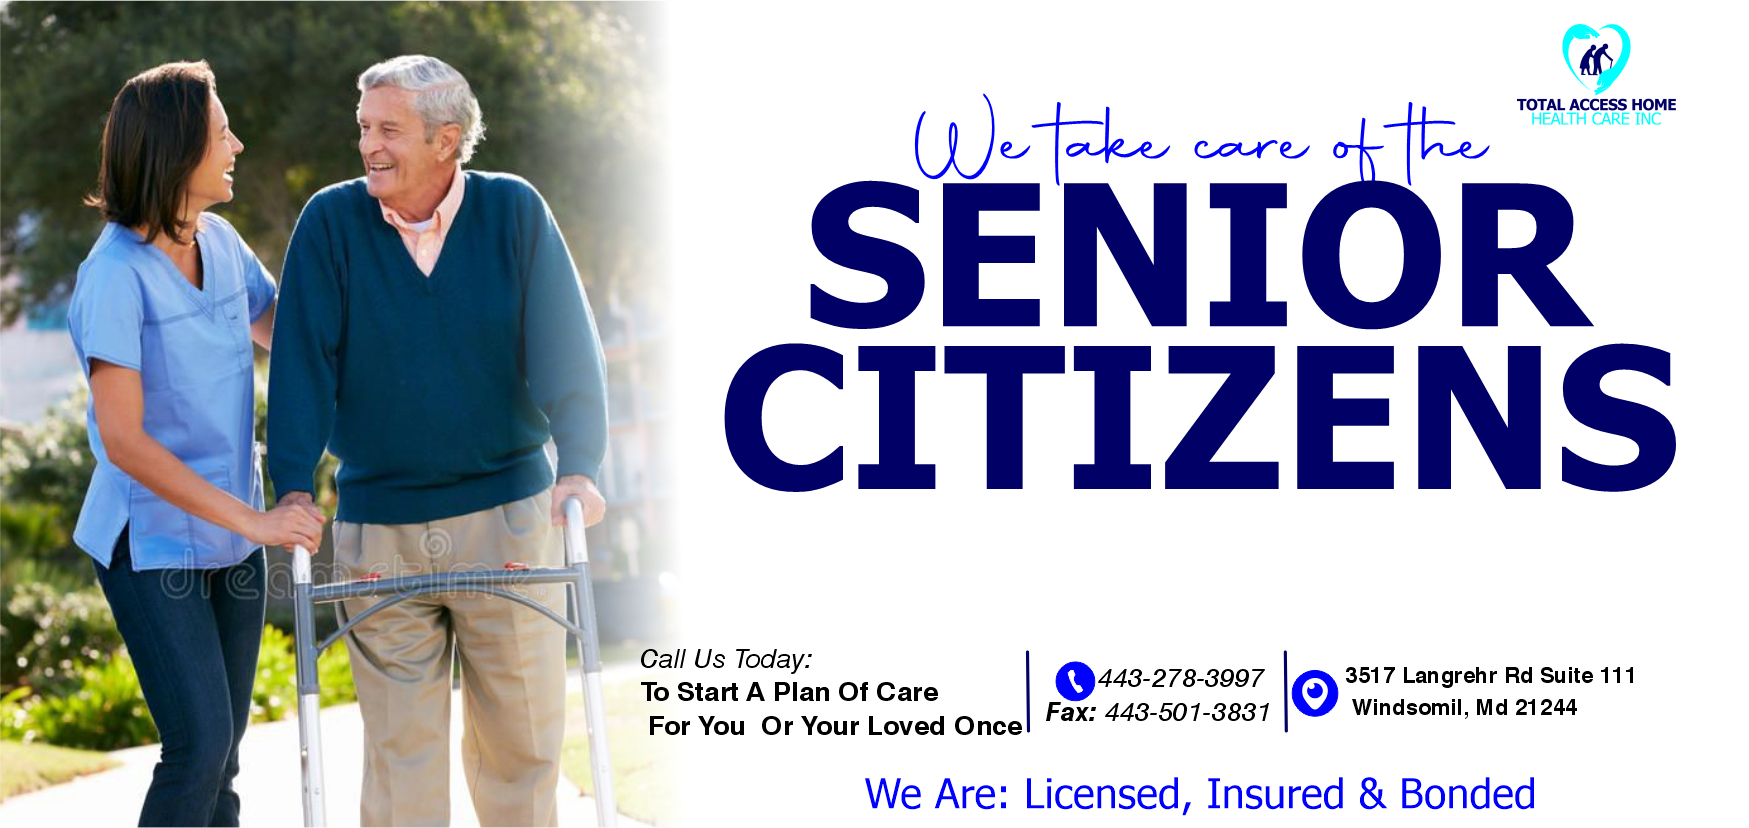 TOTAL ACCESS HOME
HEALTH CARE INC
We take care of the
SENIOR
CITIZENS
dreamstime.
Call Us Today:
To Start A Plan Of Care
For You Or Your Loved Once
443-278-3997
Fax: 443-501-3831
3517 Langrehr Rd Suite 111
Windsomil, Md 21244
We Are: Licensed, Insured & Bonded